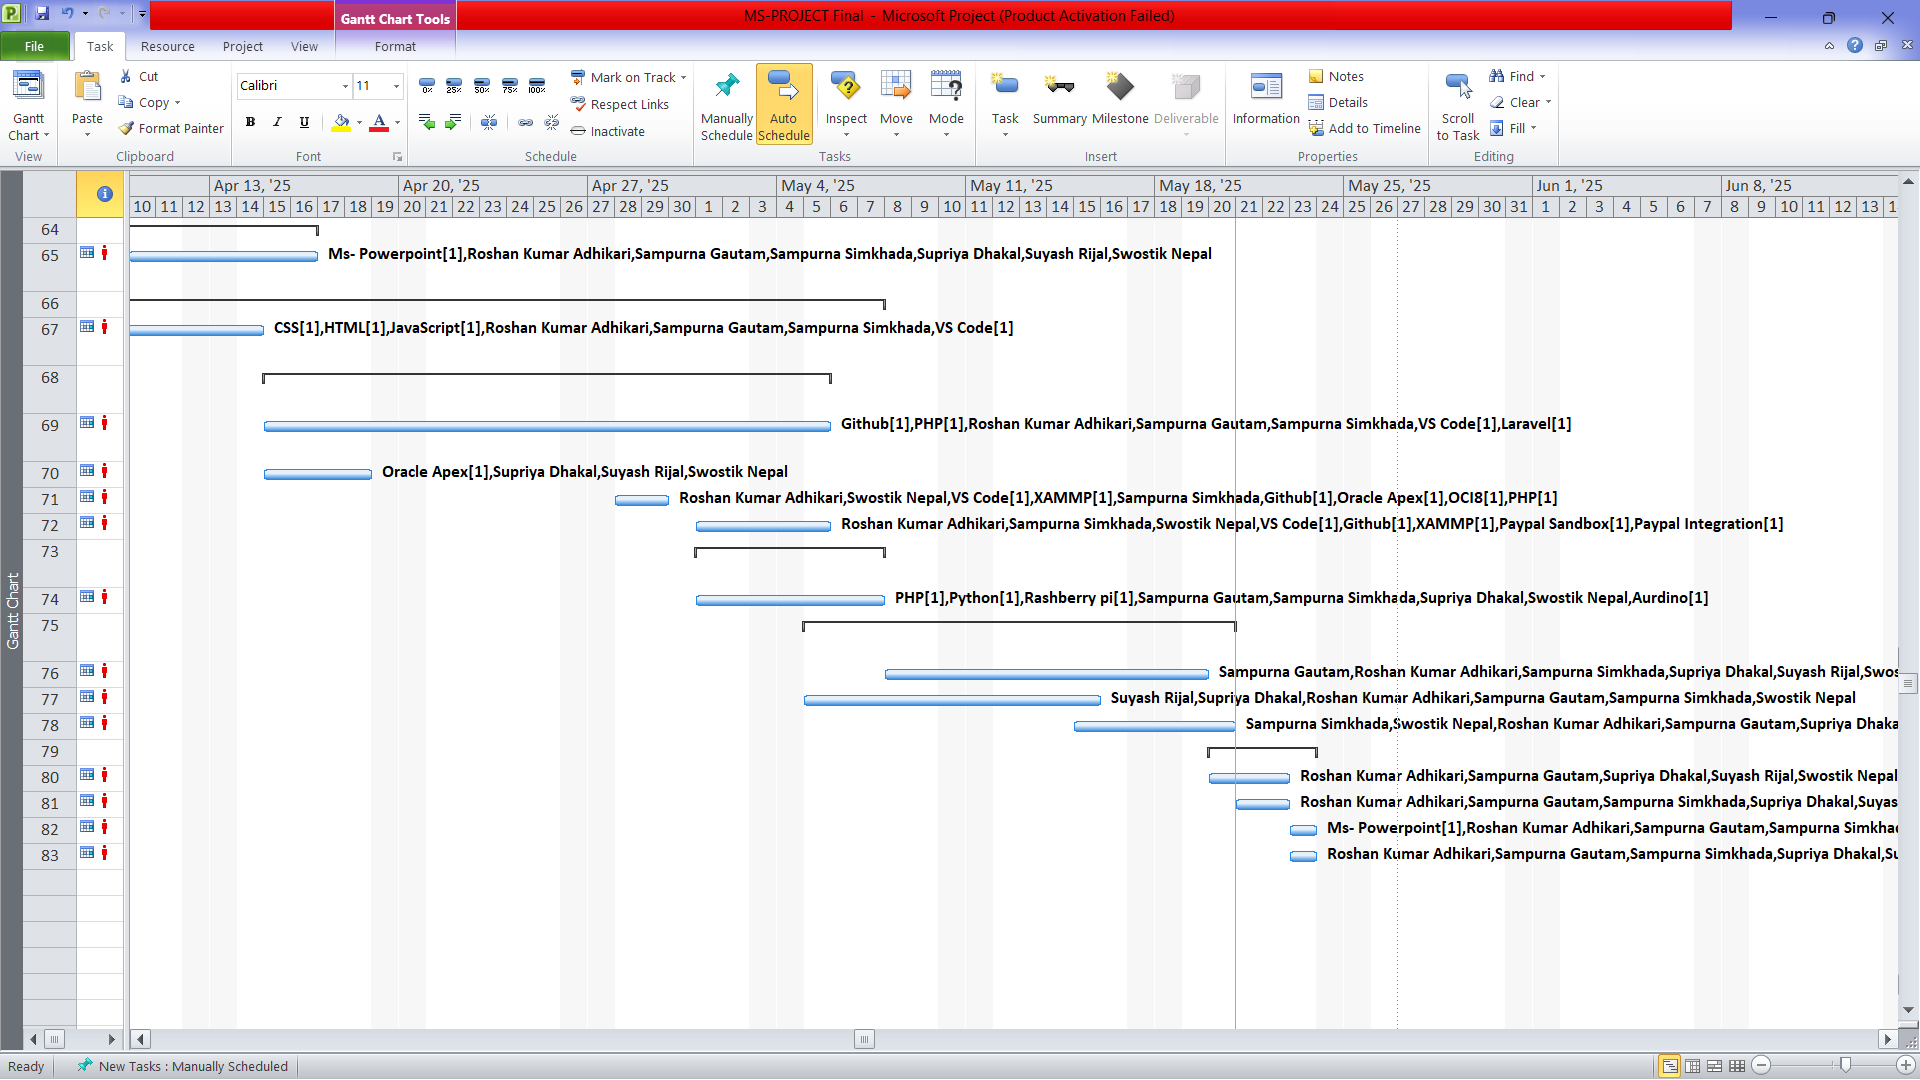 MS-PROJECT Final - Microsoft Project (Product Activation Failed)
Gantt Chart Tools
File Task Resource Project View Format
Gantt Chart
View
Paste
Cut
Copy
Format Painter
Clipboard
Calibri 11
B I U A
Font
0% 25% 50% 75% 100%
Mark on Track
Respect Links
Inactivate
Schedule
Manually Schedule
Auto Schedule
Inspect
Move
Mode
Tasks
Task
Summary
Milestone
Deliverable
Insert
Information
Notes
Details
Add to Timeline
Properties
Scroll to Task
Find
Clear
Fill
Editing
Apr 13, '25 Apr 20, '25 Apr 27, '25 May 4, '25 May 11, '25 May 18, '25 May 25, '25 Jun 1, '25 Jun 8, '25
10 11 12 13 14 15 16 17 18 19 20 21 22 23 24 25 26 27 28 29 30 1 2 3 4 5 6 7 8 9 10 11 12 13 14 15 16 17 18 19 20 21 22 23 24 25 26 27 28 29 30 31 1 2 3 4 5 6 7 8 9 10 11 12 13
64
65 Ms- Powerpoint[1],Roshan Kumar Adhikari,Sampurna Gautam,Sampurna Simkhada,Supriya Dhakal,Suyash Rijal,Swostik Nepal
66
67 CSS[1],HTML[1],JavaScript[1],Roshan Kumar Adhikari,Sampurna Gautam,Sampurna Simkhada,VS Code[1]
68
69 Github[1],PHP[1],Roshan Kumar Adhikari,Sampurna Gautam,Sampurna Simkhada,VS Code[1],Laravel[1]
70 Oracle Apex[1],Supriya Dhakal,Suyash Rijal,Swostik Nepal
71 Roshan Kumar Adhikari,Swostik Nepal,VS Code[1],XAMMP[1],Sampurna Simkhada,Github[1],Oracle Apex[1],OCI8[1],PHP[1]
72 Roshan Kumar Adhikari,Sampurna Simkhada,Swostik Nepal,VS Code[1],Github[1],XAMMP[1],Paypal Sandbox[1],Paypal Integration[1]
73
74 PHP[1],Python[1],Rashberry pi[1],Sampurna Gautam,Sampurna Simkhada,Supriya Dhakal,Swostik Nepal,Aurdino[1]
75
76 Sampurna Gautam,Roshan Kumar Adhikari,Sampurna Simkhada,Supriya Dhakal,Suyash Rijal,Swos
77 Suyash Rijal,Supriya Dhakal,Roshan Kumar Adhikari,Sampurna Gautam,Sampurna Simkhada,Swostik Nepal
78 Sampurna Simkhada,Swostik Nepal,Roshan Kumar Adhikari,Sampurna Gautam,Supriya Dhaka
79
80 Roshan Kumar Adhikari,Sampurna Gautam,Supriya Dhakal,Suyash Rijal,Swostik Nepal
81 Roshan Kumar Adhikari,Sampurna Gautam,Sampurna Simkhada,Supriya Dhakal,Suyas
82 Ms- Powerpoint[1],Roshan Kumar Adhikari,Sampurna Gautam,Sampurna Simkha
83 Roshan Kumar Adhikari,Sampurna Gautam,Sampurna Simkhada,Supriya Dhakal,Su
Gantt Chart
Ready New Tasks : Manually Scheduled